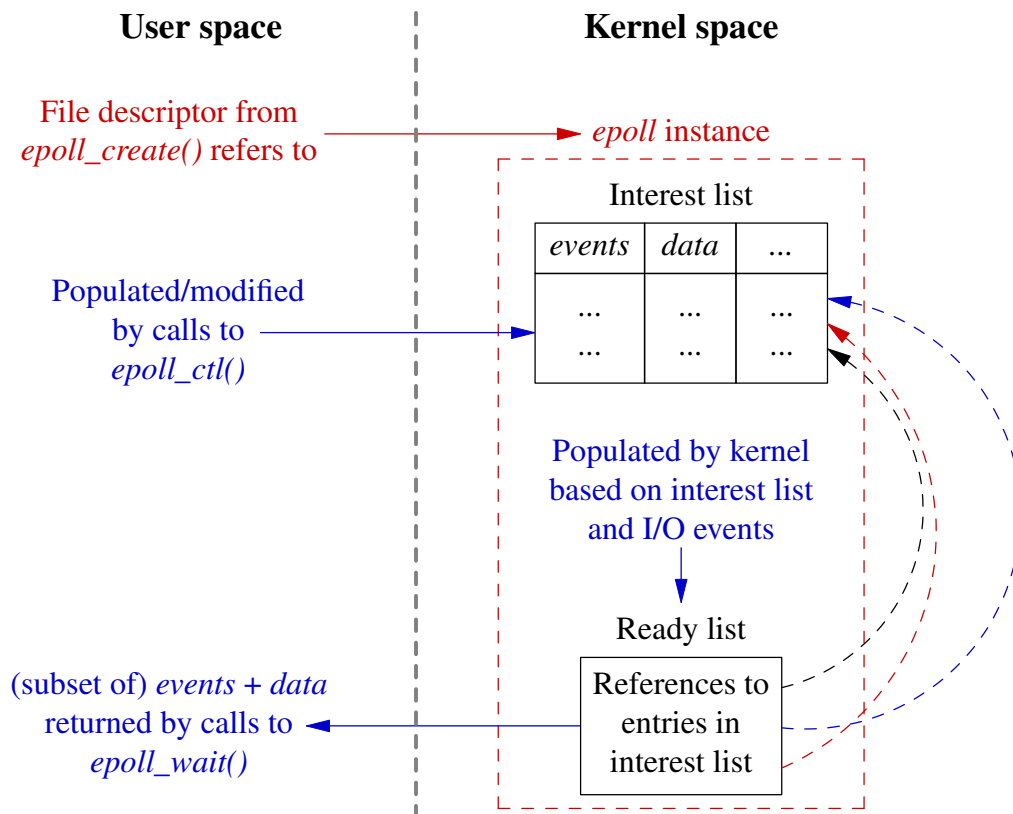 User space
Kernel space
File descriptor from
epoll_create() refers to
epoll instance
Interest list
events data ...
Populated/modified
by calls to
epoll_ctl()
... ... ...
... ... ...
Populated by kernel
based on interest list
and I/O events
Ready list
(subset of) events + data
returned by calls to
epoll_wait()
References to
entries in
interest list